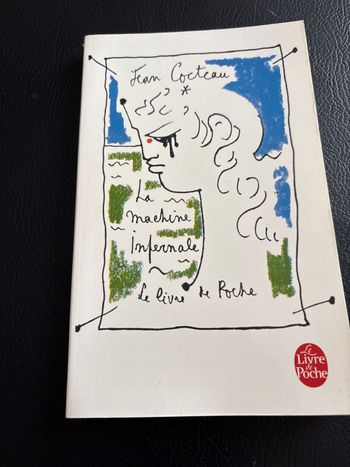 Jean Cocteau
*
La
machine
infernale
Le livre de Poche
Le
Livre
de
Poche